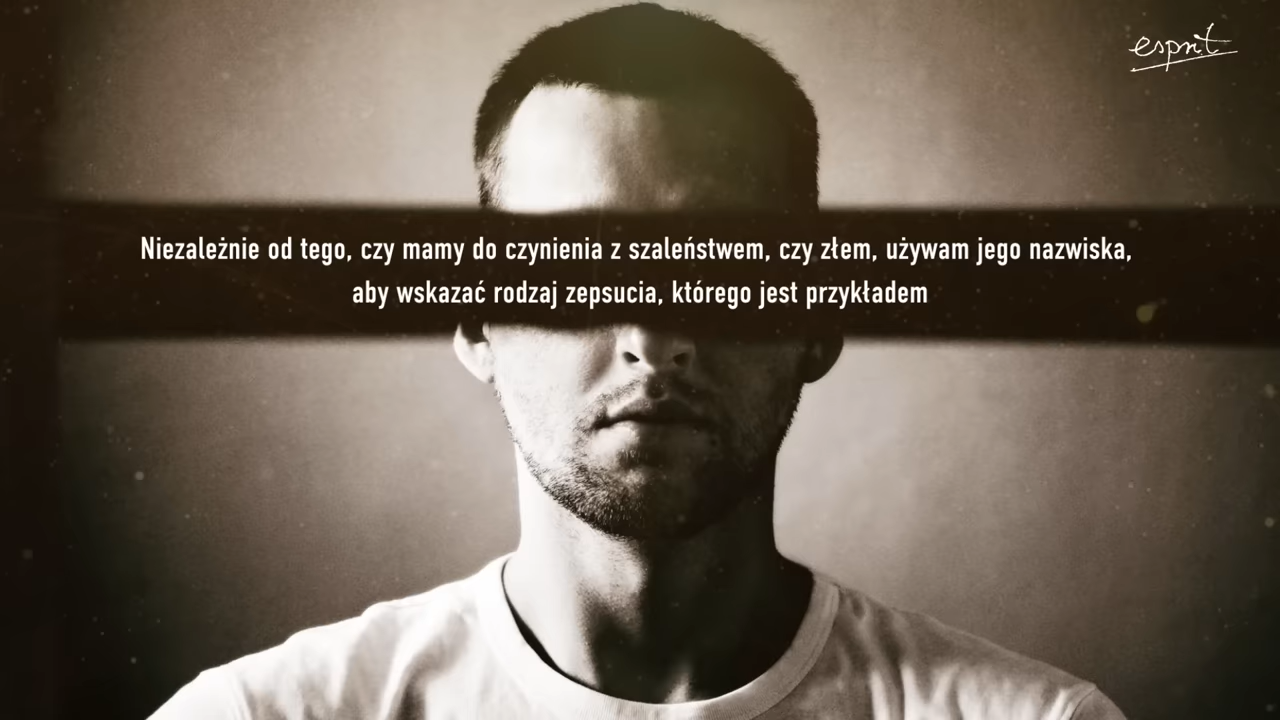 esprit
Niezależnie od tego, czy mamy do czynienia z szaleństwem, czy złem, używam jego nazwiska,
aby wskazać rodzaj zepsucia, którego jest przykładem